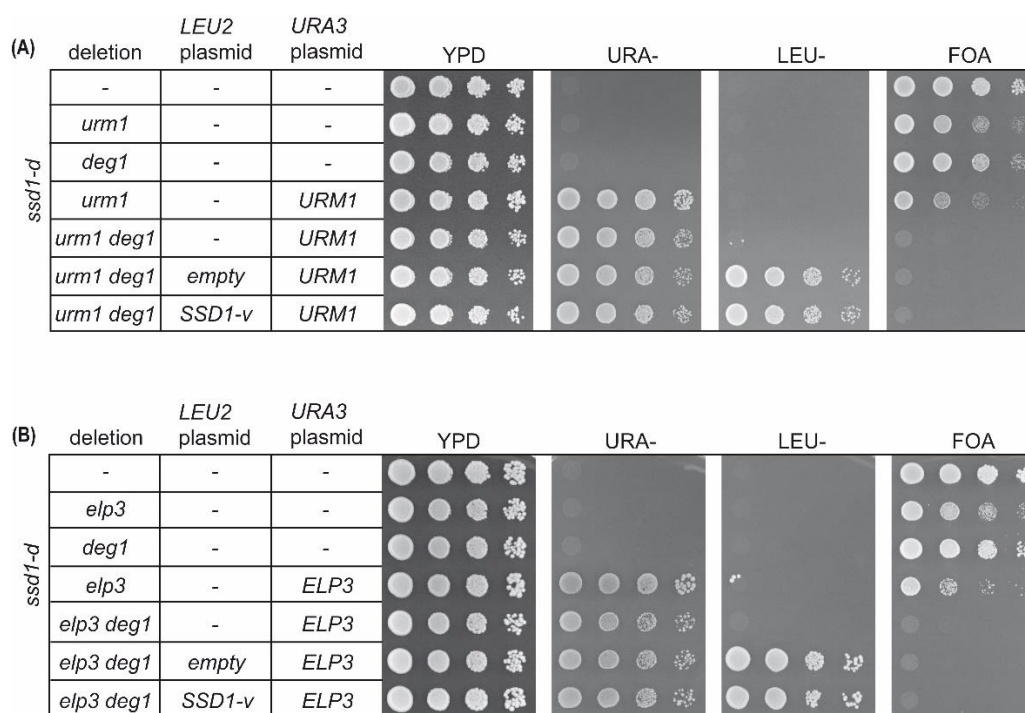 (A) deletion LEU2 plasmid URA3 plasmid YPD URA- LEU- FOA
ssd1-d
- - -
urm1 - -
deg1 - -
urm1 - URM1
urm1 deg1 - URM1
urm1 deg1 empty URM1
urm1 deg1 SSD1-v URM1
(B) deletion LEU2 plasmid URA3 plasmid YPD URA- LEU- FOA
ssd1-d
- - -
elp3 - -
deg1 - -
elp3 - ELP3
elp3 deg1 - ELP3
elp3 deg1 empty ELP3
elp3 deg1 SSD1-v ELP3